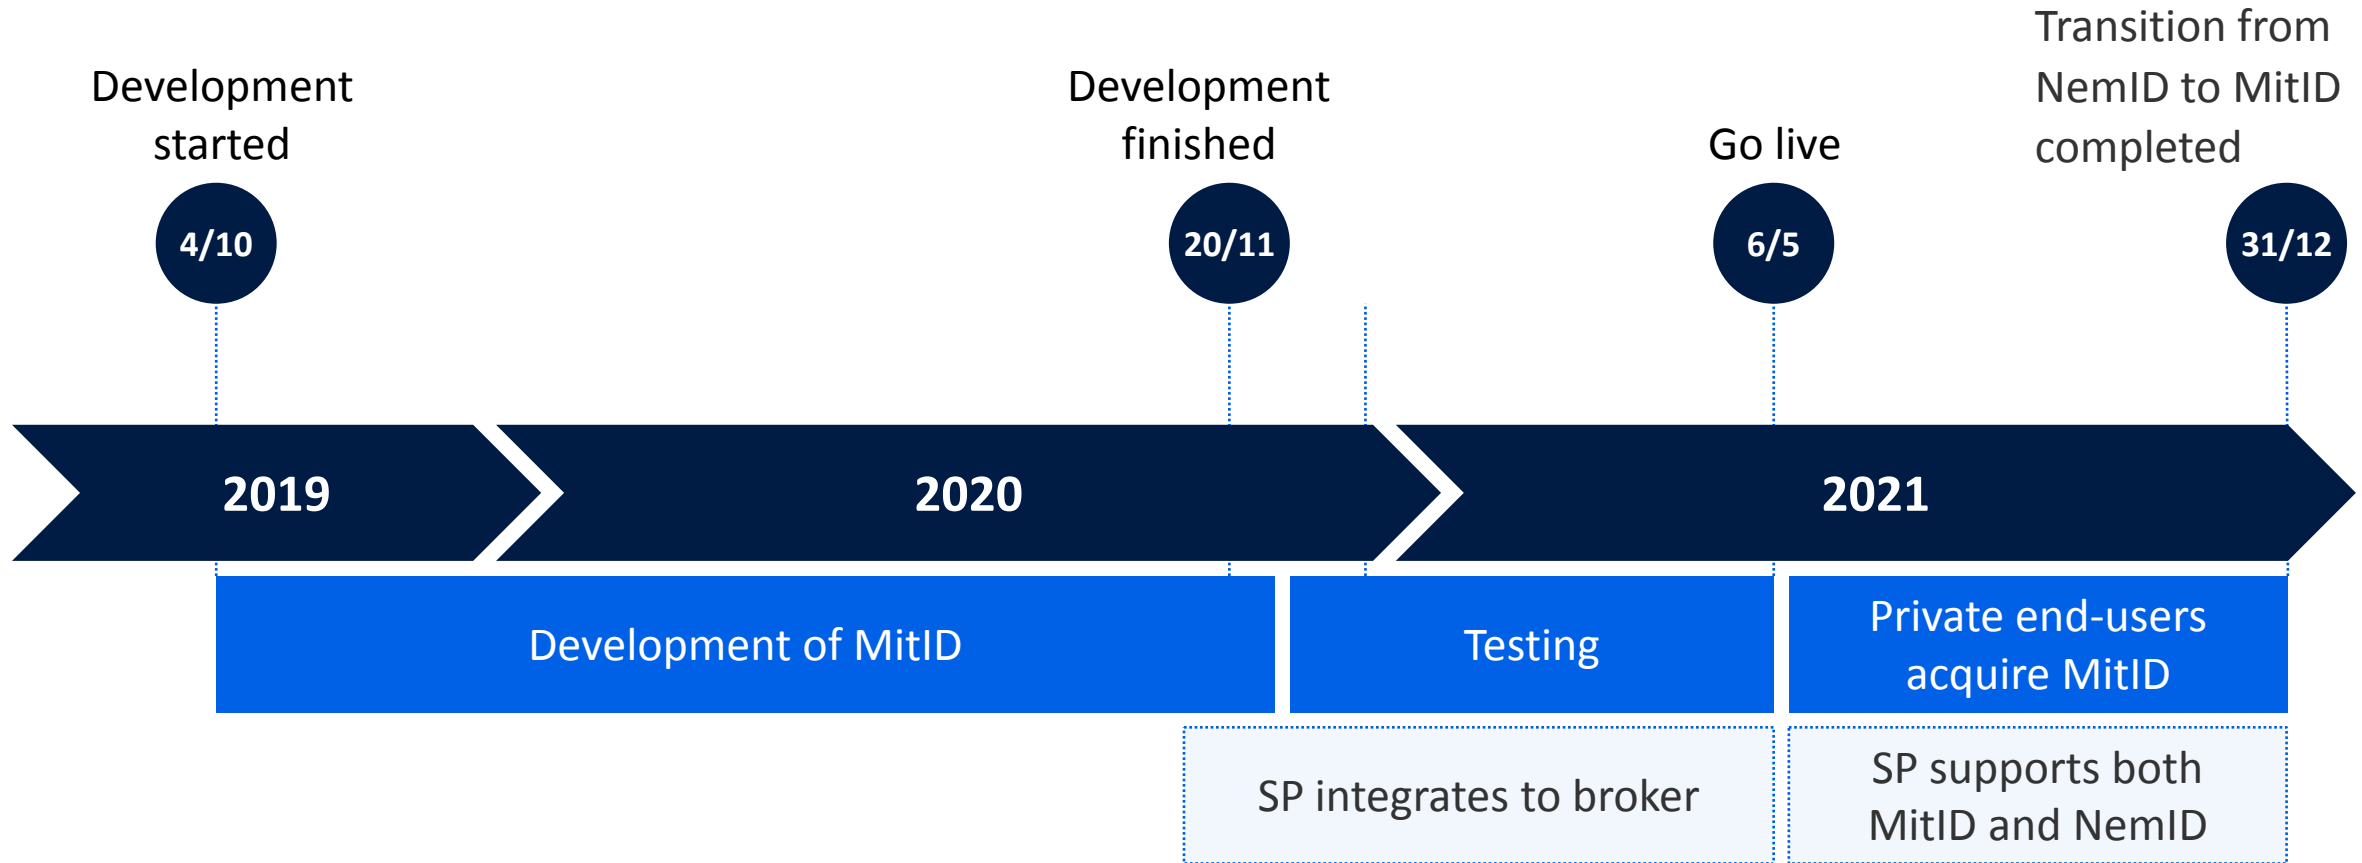 Development
started
Development
finished
Go live
Transition from
NemID to MitID
completed
4/10
20/11
6/5
31/12
2019
2020
2021
Development of MitID
Testing
Private end-users
acquire MitID
SP integrates to broker
SP supports both
MitID and NemID